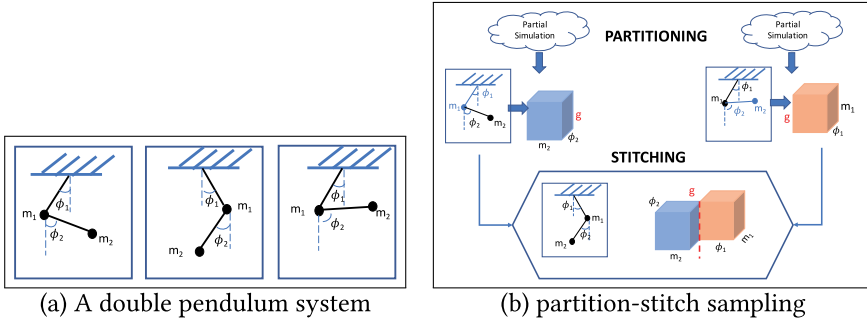 Partial
Simulation
PARTITIONING
Partial
Simulation
ϕ1
m1
ϕ2
m2
g
ϕ2
m2
ϕ1
m1
m2
ϕ2
g
m1
ϕ1
STITCHING
ϕ1
m1
ϕ2
m2
ϕ1
m1
ϕ2
m2
ϕ1
m1
m2
ϕ2
ϕ1
m1
ϕ2
m2
g
ϕ2
m2
ϕ1
m1
(a) A double pendulum system
(b) partition-stitch sampling